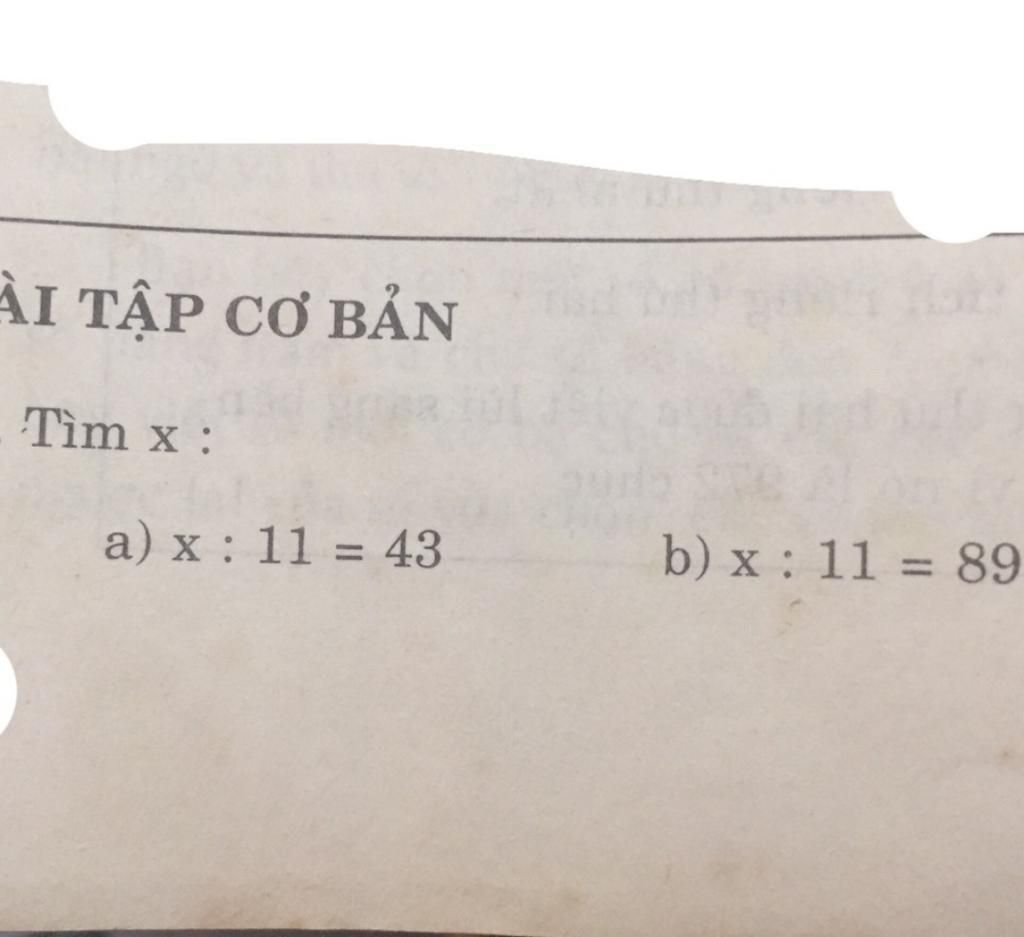 ÀI TẬP CƠ BẢN
. Tìm x :
a) x : 11 = 43 b) x : 11 = 89